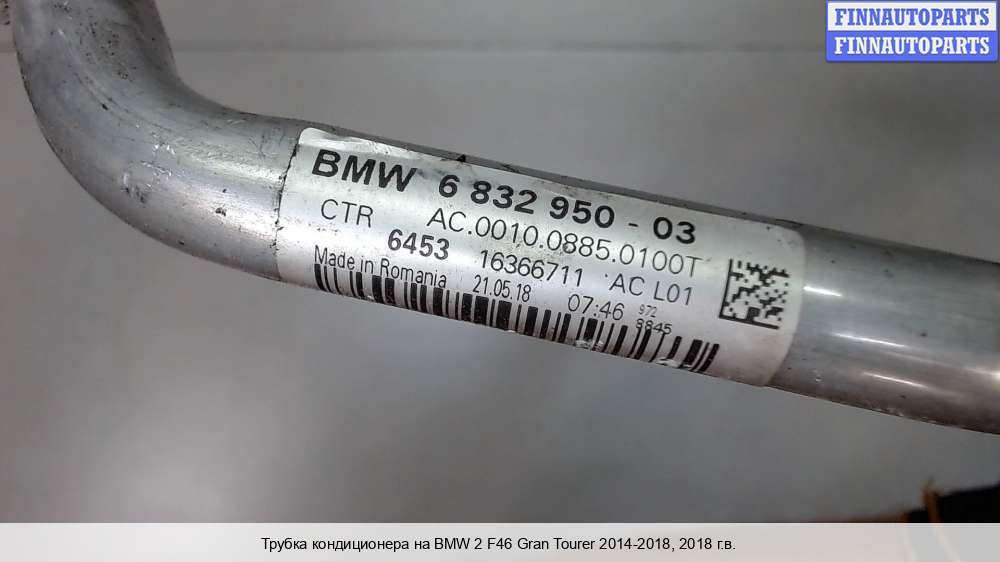 FINNAUTOPARTS
FINNAUTOPARTS
BMW 6 832 950 - 03
CTR AC.0010.0885.0100T
6453 16366711 AC L01
Made in Romania 21.05.18 07:46 972
8845
Трубка кондиционера на BMW 2 F46 Gran Tourer 2014-2018, 2018 г.в.